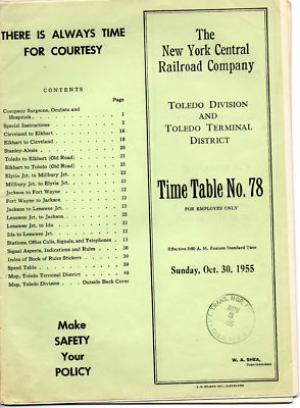 THERE IS ALWAYS TIME
FOR COURTESY
CONTENTS
Page
Company Surgeons, Oculists and
Hospitals 1
Special Instructions 2
Cleveland to Elkhart
Elkhart to Cleveland
Stanley-Alexis
Toledo to Elkhart (Old Road)
Elkhart to Toledo (Old Road)
Elyria Jct. to Millbury Jct.
Millbury Jct. to Elyria Jct.
Jackson to Fort Wayne
Fort Wayne to Jackson
Jackson to Lenawee Jct.
Lenawee Jct. to Jackson
Lenawee Jct. to Ida
Ida to Lenawee Jct.
Stations, Office Calls, Signals, and Telephones
Signal Aspects, Indications and Rules
Index of Book of Rules Stickers
Speed Table
Map, Toledo Terminal District
Map, Toledo Division Outside Back Cover
Make
SAFETY
Your
POLICY
The
New York Central
Railroad Company
TOLEDO DIVISION
AND
TOLEDO TERMINAL
DISTRICT
Time Table No. 78
FOR EMPLOYES ONLY
Effective A. M. Eastern Standard Time
Sunday, Oct. 30, 1955
W. A. SHEA,
Superintendent.